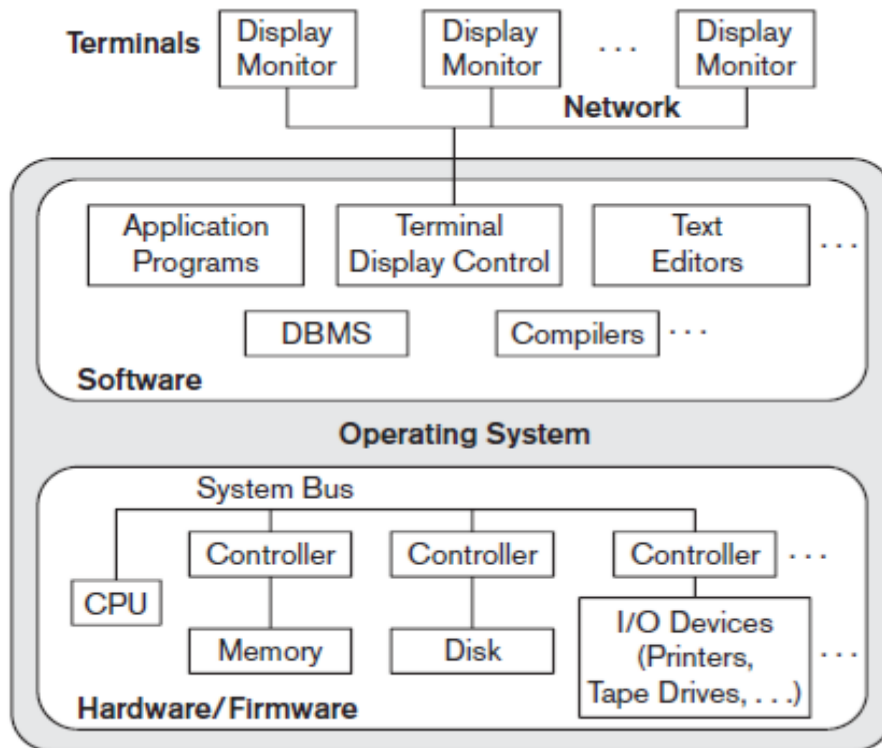 Terminals
Display
Monitor
Display
Monitor
. . .
Display
Monitor
Network
Application
Programs
Terminal
Display Control
Text
Editors
. . .
DBMS
Compilers
. . .
Software
Operating System
System Bus
Controller
Controller
Controller
. . .
CPU
Memory
Disk
I/O Devices
(Printers,
Tape Drives, . . .)
. . .
Hardware/Firmware